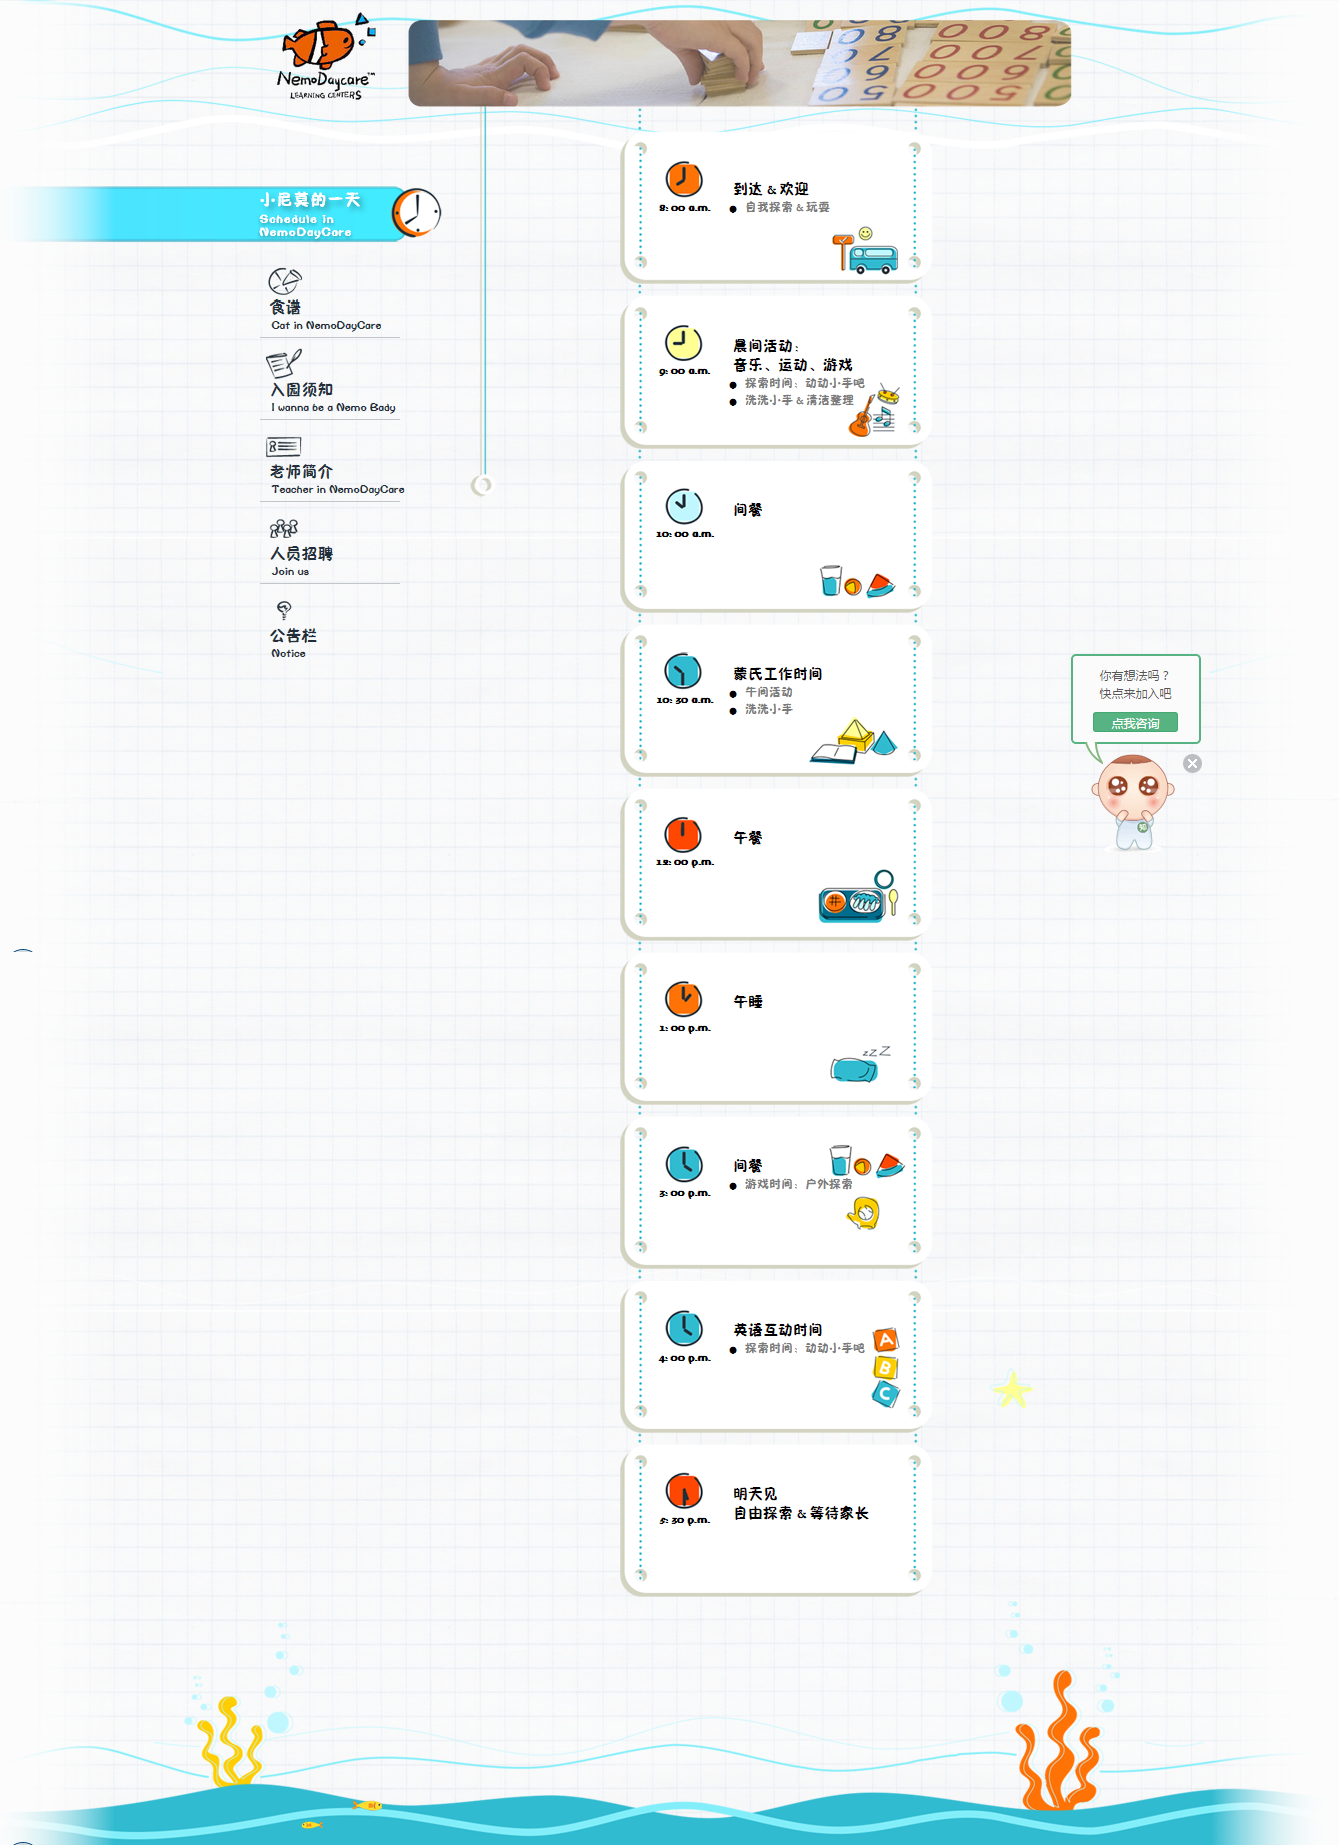 NemoDaycare™
LEARNING CENTERS
小尼莫的一天
Schedule in
NemoDayCare
食谱
Cat in NemoDayCare
入园须知
I wanna be a Nemo Bady
老师简介
Teacher in NemoDayCare
人员招聘
Join us
公告栏
Notice
8: 00 a.m.
到达 & 欢迎
自我探索 & 玩耍
9: 00 a.m.
晨间活动：
音乐、运动、游戏
探索时间：动动小手吧
洗洗小手 & 清洁整理
10: 00 a.m.
间餐
10: 30 a.m.
蒙氏工作时间
午间活动
洗洗小手
12: 00 p.m.
午餐
1: 00 p.m.
午睡
zzZ
3: 00 p.m.
间餐
游戏时间：户外探索
4: 00 p.m.
英语互动时间
探索时间：动动小手吧
A
B
C
5: 30 p.m.
明天见
自由探索 & 等待家长
你有想法吗？
快点来加入吧
点我咨询